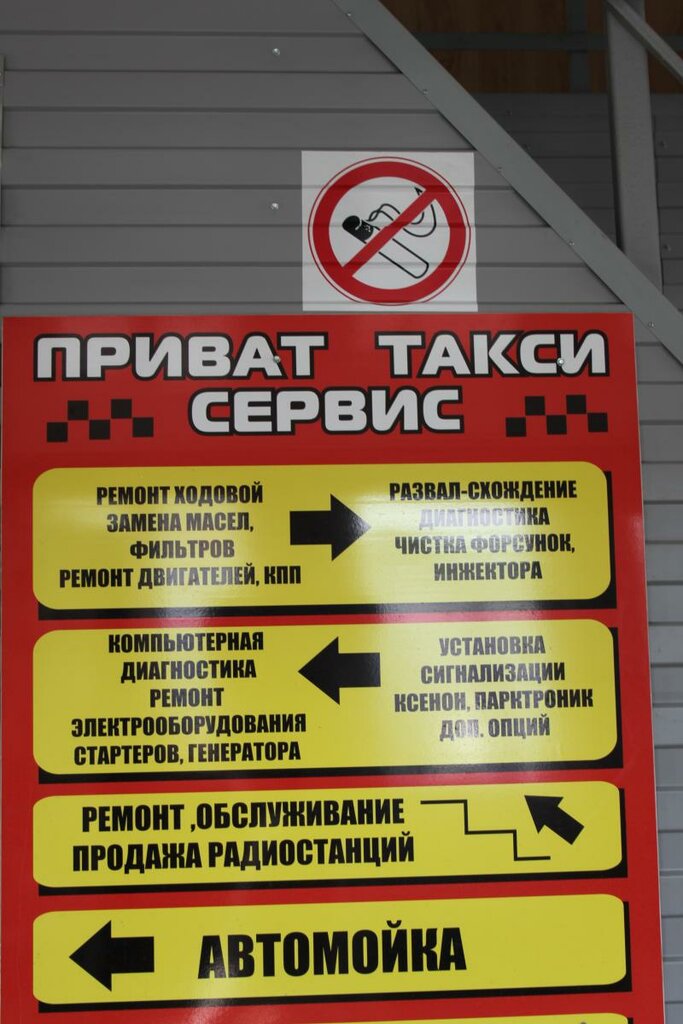 ПРИВАТ ТАКСИ
СЕРВИС
РЕМОНТ ХОДОВОЙ
ЗАМЕНА МАСЕЛ,
ФИЛЬТРОВ
РЕМОНТ ДВИГАТЕЛЕЙ, КПП
РАЗВАЛ-СХОЖДЕНИЕ
ДИАГНОСТИКА
ЧИСТКА ФОРСУНОК,
ИНЖЕКТОРА
КОМПЬЮТЕРНАЯ
ДИАГНОСТИКА
РЕМОНТ
ЭЛЕКТРООБОРУДОВАНИЯ
СТАРТЕРОВ, ГЕНЕРАТОРА
УСТАНОВКА
СИГНАЛИЗАЦИИ
КСЕНОН, ПАРКТРОНИК
ДОП. ОПЦИЙ
РЕМОНТ ,ОБСЛУЖИВАНИЕ
ПРОДАЖА РАДИОСТАНЦИЙ
АВТОМОЙКА